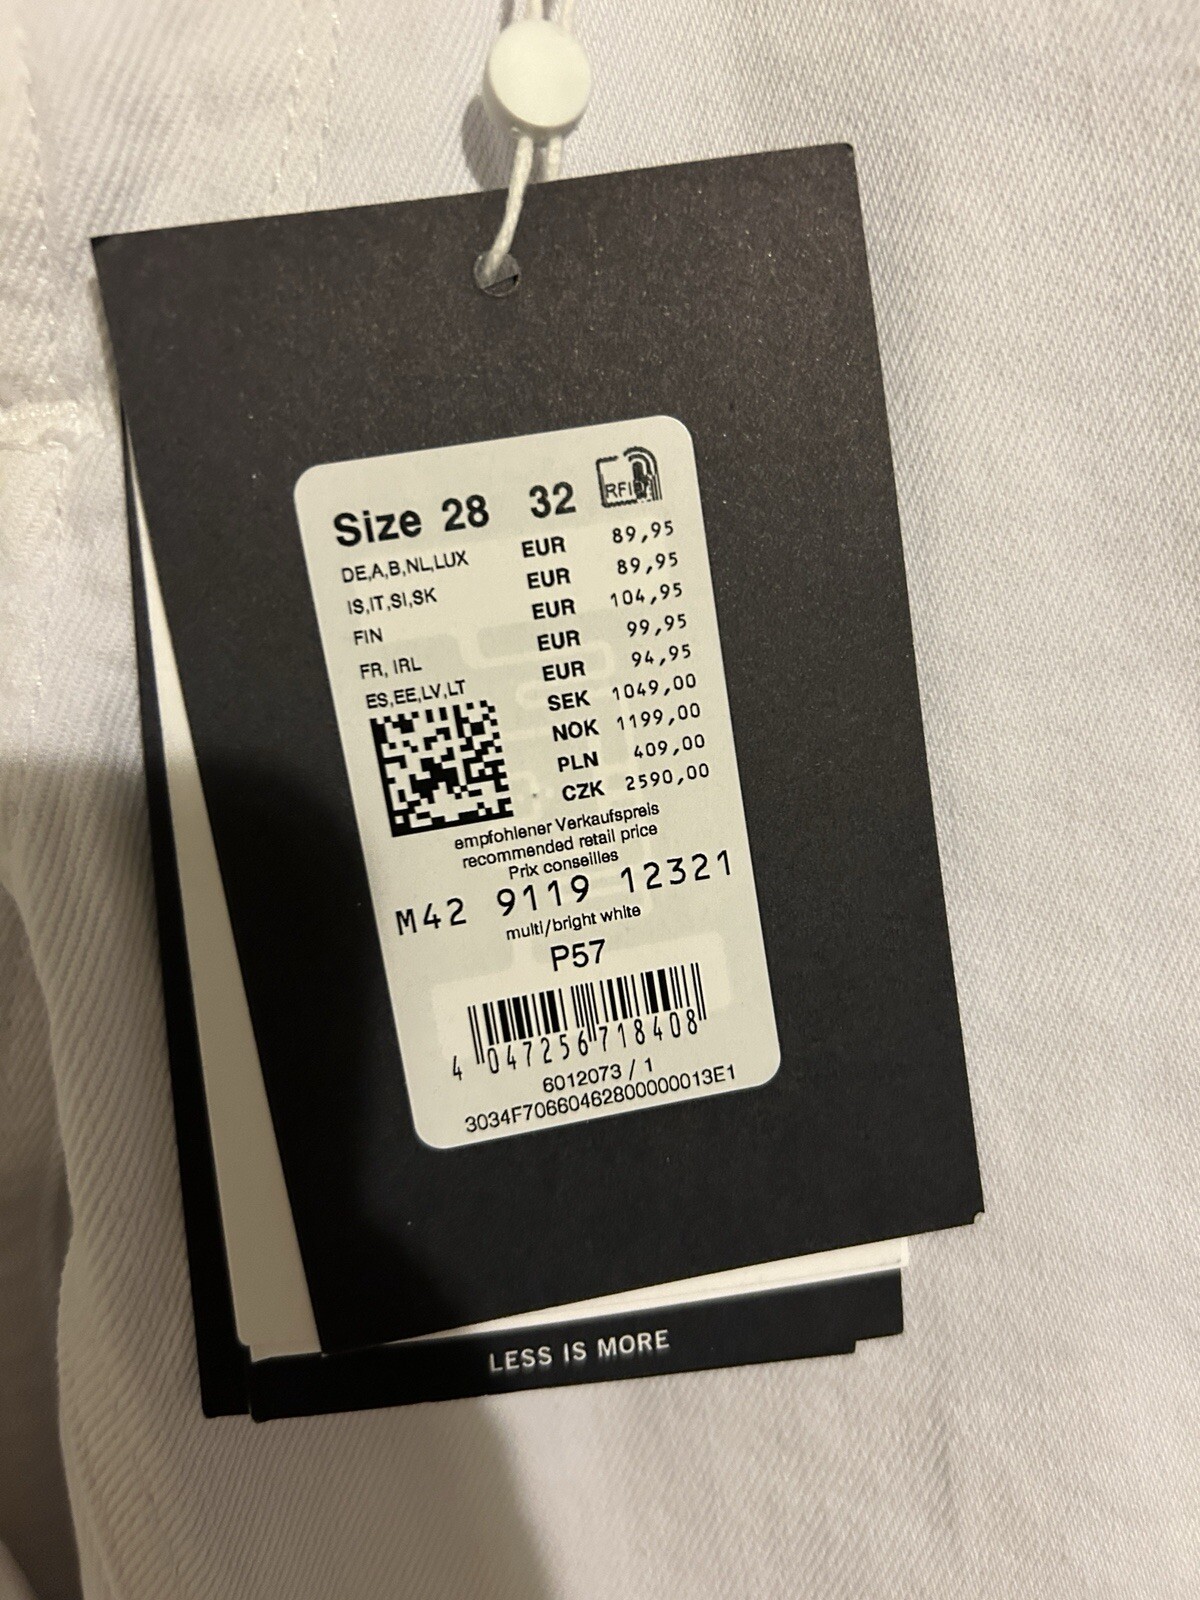 Size 28 32 RFID
DE,A,B,NL,LUX EUR 89,95
IS,IT,SI,SK EUR 89,95
FIN EUR 104,95
FR, IRL EUR 99,95
ES,EE,LV,LT EUR 94,95
SEK 1049,00
NOK 1199,00
PLN 409,00
CZK 2590,00
empfohlener Verkaufspreis
recommended retail price
Prix conseilles
M42 9119 12321
multi/bright white
P57
4 047256 718408
6012073 / 1
3034F70660462800000013E1
LESS IS MORE